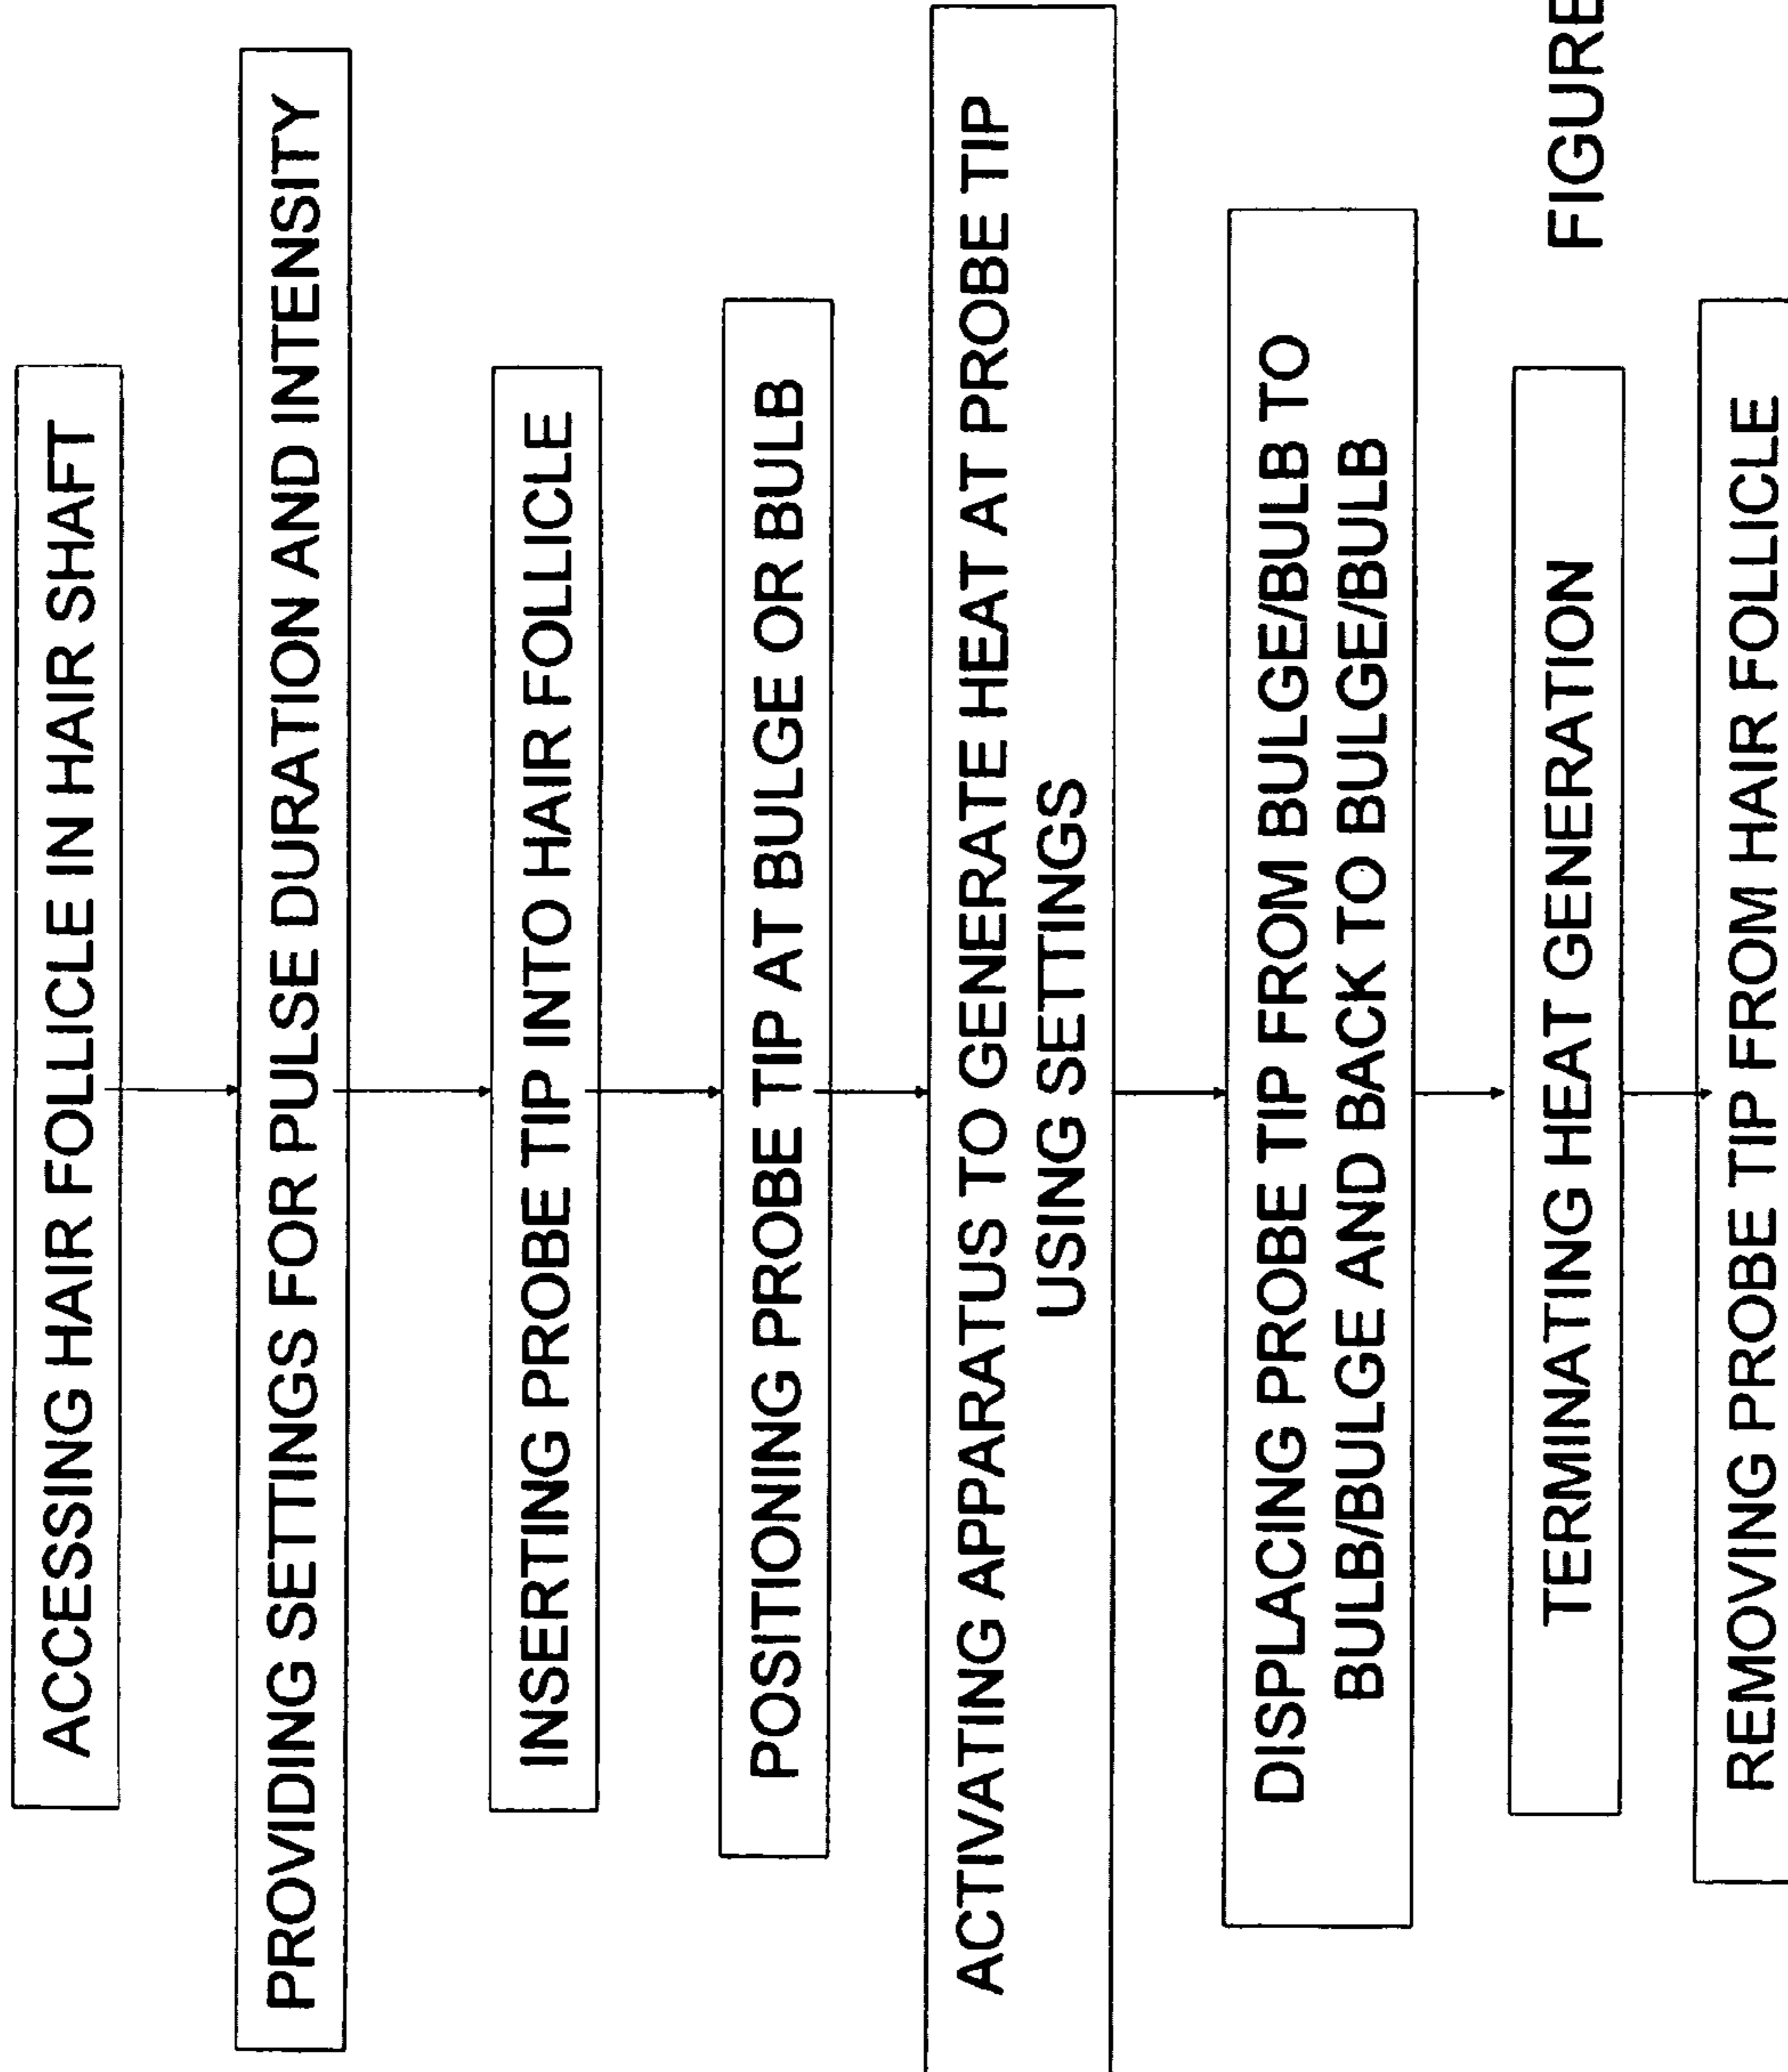 ACCESSING HAIR FOLLICLE IN HAIR SHAFT
PROVIDING SETTINGS FOR PULSE DURATION AND INTENSITY
INSERTING PROBE TIP INTO HAIR FOLLICLE
POSITIONING PROBE TIP AT BULGE OR BULB
ACTIVATING APPARATUS TO GENERATE HEAT AT PROBE TIP
USING SETTINGS
DISPLACING PROBE TIP FROM BULGE/BULB TO
BULB/BULGE AND BACK TO BULGE/BULB
TERMINATING HEAT GENERATION
REMOVING PROBE TIP FROM HAIR FOLLICLE
FIGURE